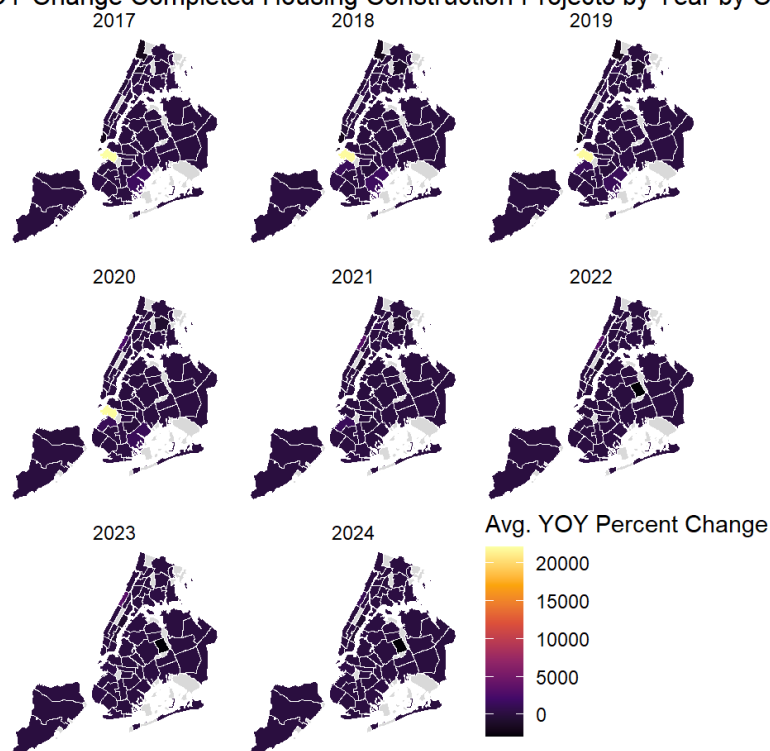 Change Completed Housing Construction Projects by Year by
2017 2018 2019
2020 2021 2022
2023 2024
Avg. YOY Percent Change
20000
15000
10000
5000
0